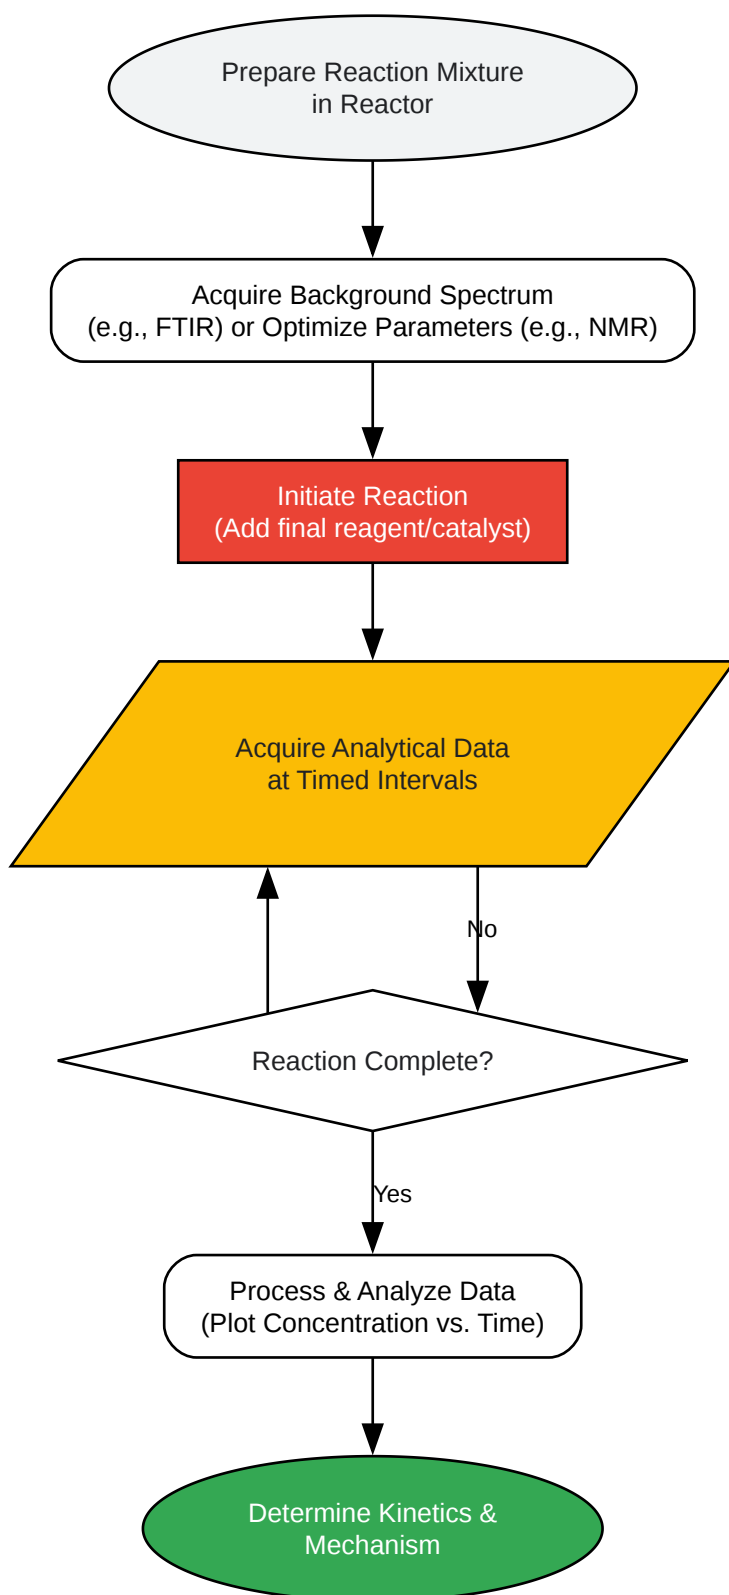 Prepare Reaction Mixture
in Reactor
Acquire Background Spectrum
(e.g., FTIR) or Optimize Parameters (e.g., NMR)
Initiate Reaction
(Add final reagent/catalyst)
Acquire Analytical Data
at Timed Intervals
No
Reaction Complete?
Yes
Process & Analyze Data
(Plot Concentration vs. Time)
Determine Kinetics &
Mechanism